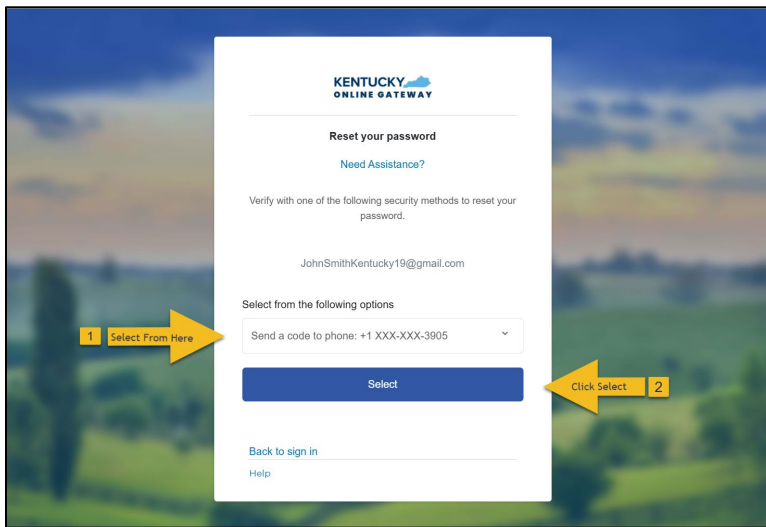 KENTUCKY
ONLINE GATEWAY
Reset your password
Need Assistance?
Verify with one of the following security methods to reset your
password.
JohnSmithKentucky19@gmail.com
Select from the following options
1 Select From Here
Send a code to phone: +1 XXX-XXX-3905
Select
Click Select 2
Back to sign in
Help